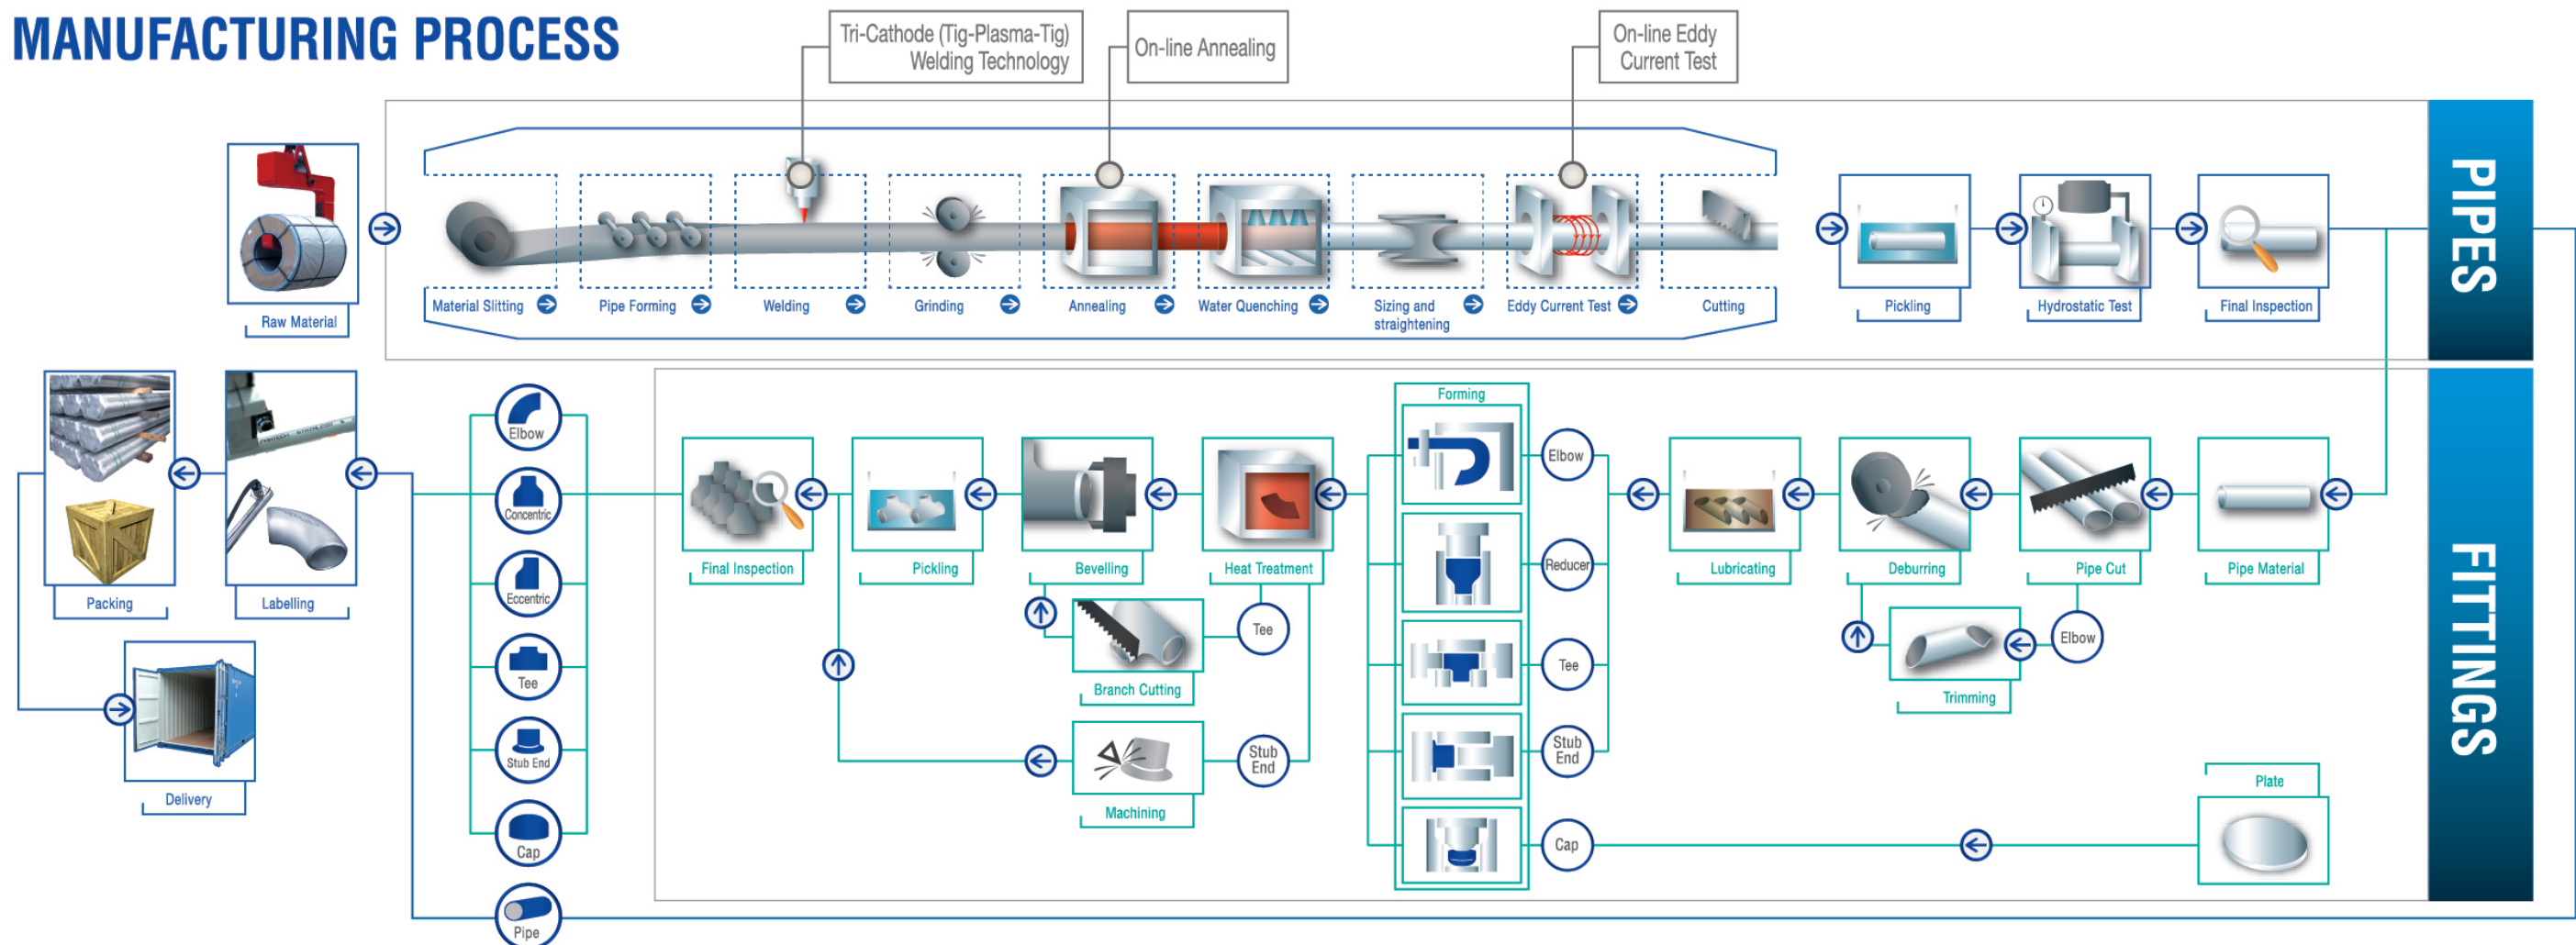 MANUFACTURING PROCESS
Tri-Cathode (Tig-Plasma-Tig)
Welding Technology
On-line Annealing
On-line Eddy
Current Test
Raw Material
Material Slitting
Pipe Forming
Welding
Grinding
Annealing
Water Quenching
Sizing and
straightening
Eddy Current Test
Cutting
Pickling
Hydrostatic Test
Final Inspection
PIPES
Packing
Labelling
Delivery
Elbow
Concentric
Eccentric
Tee
Stub End
Cap
Pipe
Final Inspection
Pickling
Bevelling
Heat Treatment
Branch Cutting
Tee
Machining
Stub
End
Forming
Elbow
Reducer
Tee
Stub
End
Cap
Lubricating
Deburring
Pipe Cut
Pipe Material
Trimming
Elbow
Plate
FITTINGS